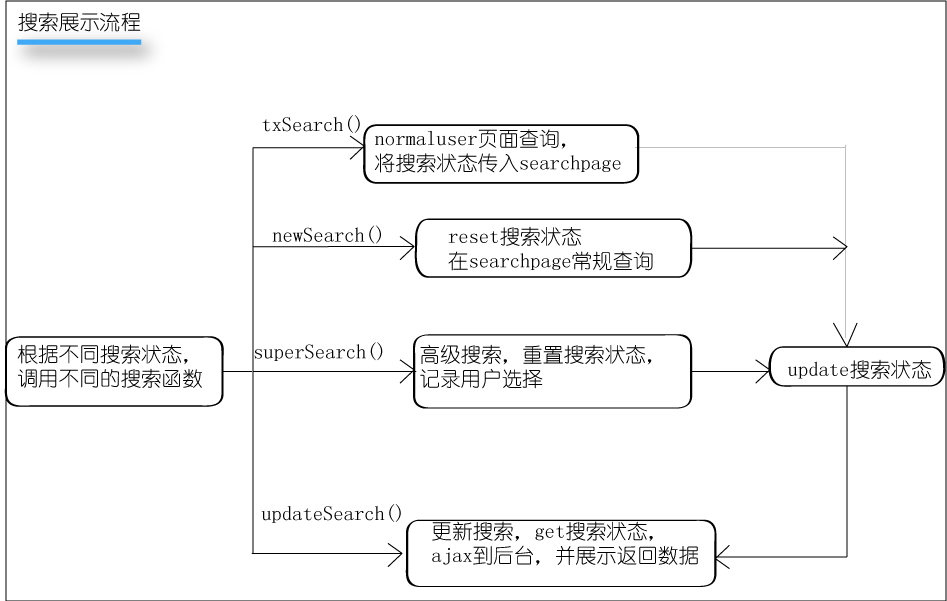 搜索展示流程
txSearch()
normaluser页面查询，
将搜索状态传入searchpage
newSearch()
reset搜索状态
在searchpage常规查询
根据不同搜索状态，
调用不同的搜索函数
superSearch()
高级搜索，重置搜索状态，
记录用户选择
update搜索状态
updateSearch()
更新搜索，get搜索状态，
ajax到后台，并展示返回数据